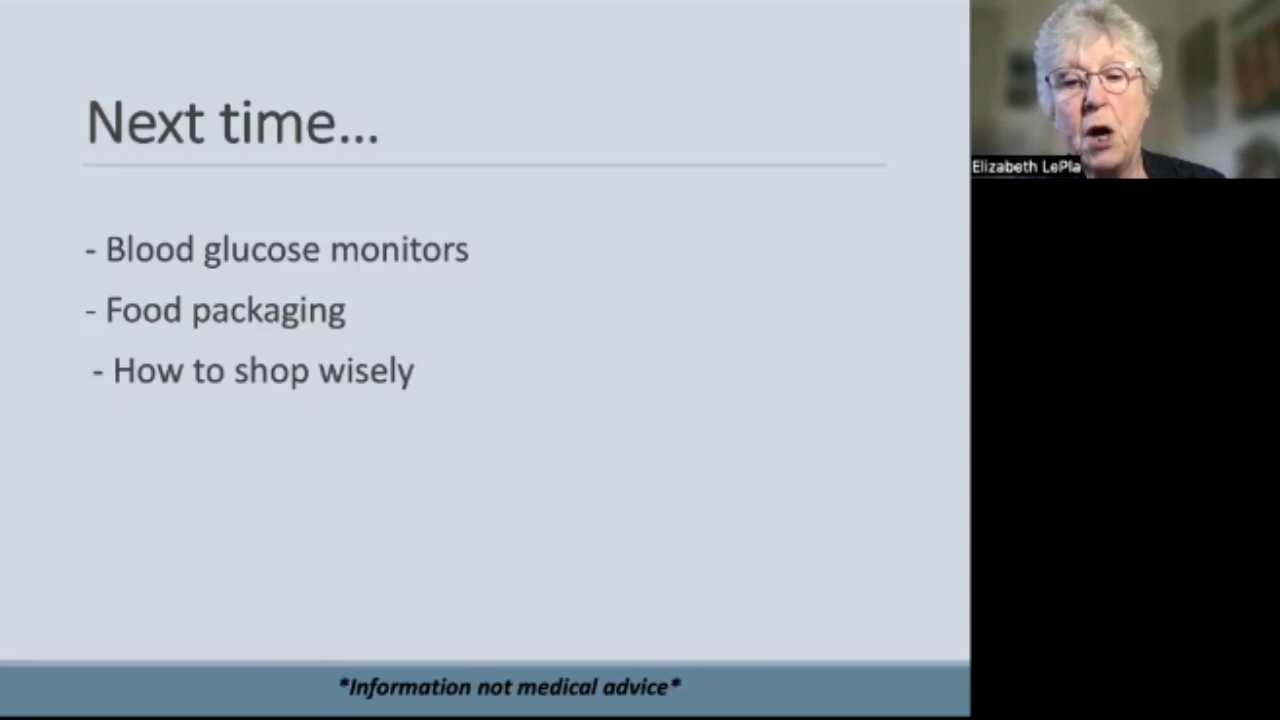 Next time...
- Blood glucose monitors
- Food packaging
- How to shop wisely
*Information not medical advice*
Elizabeth LePla